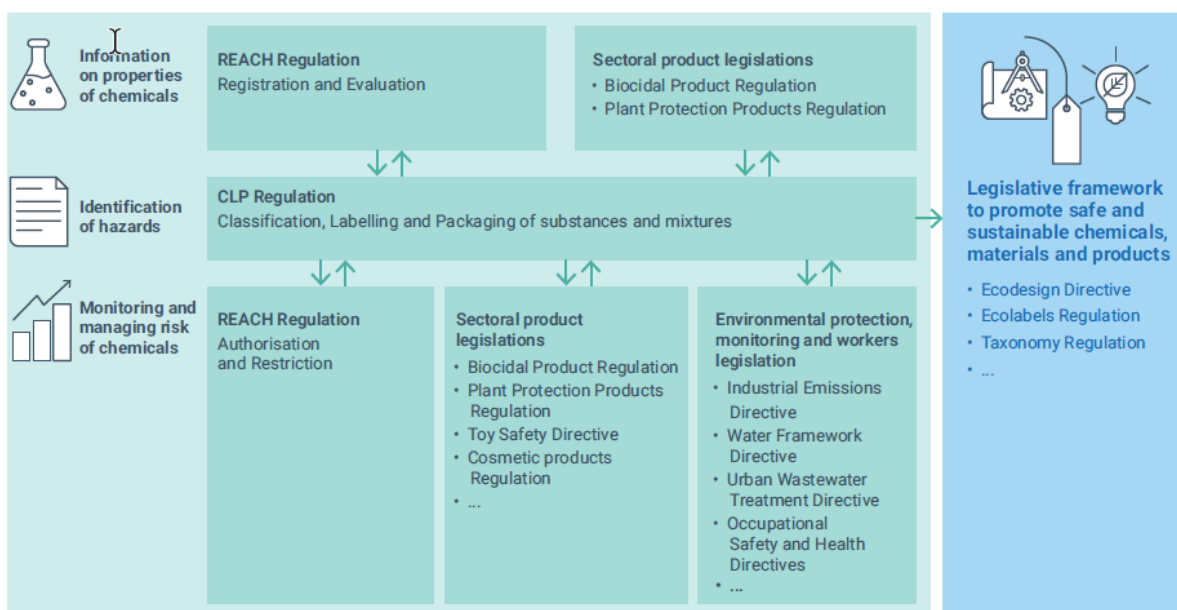 Information
on properties
of chemicals
REACH Regulation
Registration and Evaluation
Sectoral product legislations
• Biocidal Product Regulation
• Plant Protection Products Regulation
Identification
of hazards
CLP Regulation
Classification, Labelling and Packaging of substances and mixtures
Monitoring and
managing risk
of chemicals
REACH Regulation
Authorisation
and Restriction
Sectoral product
legislations
• Biocidal Product Regulation
• Plant Protection Products
Regulation
• Toy Safety Directive
• Cosmetic products
Regulation
• ...
Environmental protection,
monitoring and workers
legislation
• Industrial Emissions
Directive
• Water Framework
Directive
• Urban Wastewater
Treatment Directive
• Occupational
Safety and Health
Directives
• ...
Legislative framework
to promote safe and
sustainable chemicals,
materials and products
• Ecodesign Directive
• Ecolabels Regulation
• Taxonomy Regulation
• ...